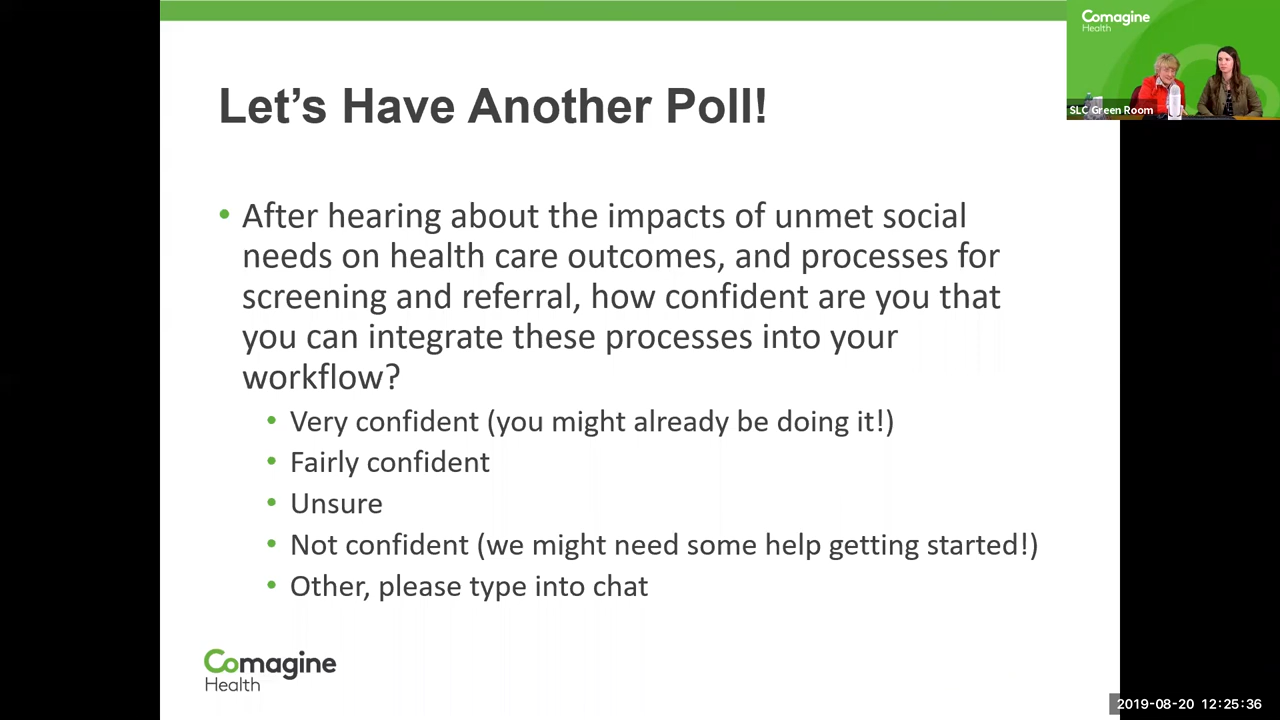 Comagine
Health
SLC Green Room
Let's Have Another Poll!
• After hearing about the impacts of unmet social
needs on health care outcomes, and processes for
screening and referral, how confident are you that
you can integrate these processes into your
workflow?
• Very confident (you might already be doing it!)
• Fairly confident
• Unsure
• Not confident (we might need some help getting started!)
• Other, please type into chat
Comagine
Health
2019-08-20 12:25:36